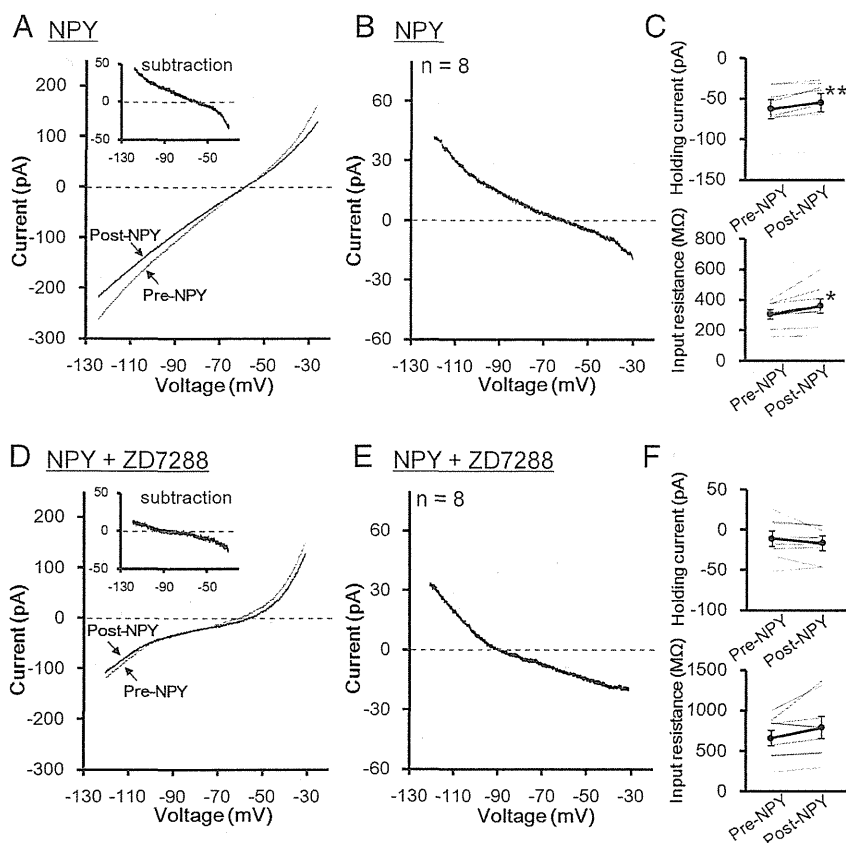 A NPY
200
100
0
-100
-200
-300
Current (pA)
subtraction
50
0
-50
-130 -90 -50
Post-NPY
Pre-NPY
-130 -110 -90 -70 -50 -30
Voltage (mV)
B NPY
n = 8
60
30
0
-30
-60
Current (pA)
-130 -110 -90 -70 -50 -30
Voltage (mV)
C
Holding current (pA)
0
-50
-100
-150
**
Pre-NPY
Post-NPY
Input resistance (MΩ)
800
600
400
200
0
*
Pre-NPY
Post-NPY
D NPY + ZD7288
200
100
0
-100
-200
-300
Current (pA)
subtraction
50
0
-50
-130 -90 -50
Post-NPY
Pre-NPY
-130 -110 -90 -70 -50 -30
Voltage (mV)
E NPY + ZD7288
n = 8
60
30
0
-30
-60
Current (pA)
-130 -110 -90 -70 -50 -30
Voltage (mV)
F
Holding current (pA)
50
0
-50
-100
Pre-NPY
Post-NPY
Input resistance (MΩ)
1500
1000
500
0
Pre-NPY
Post-NPY